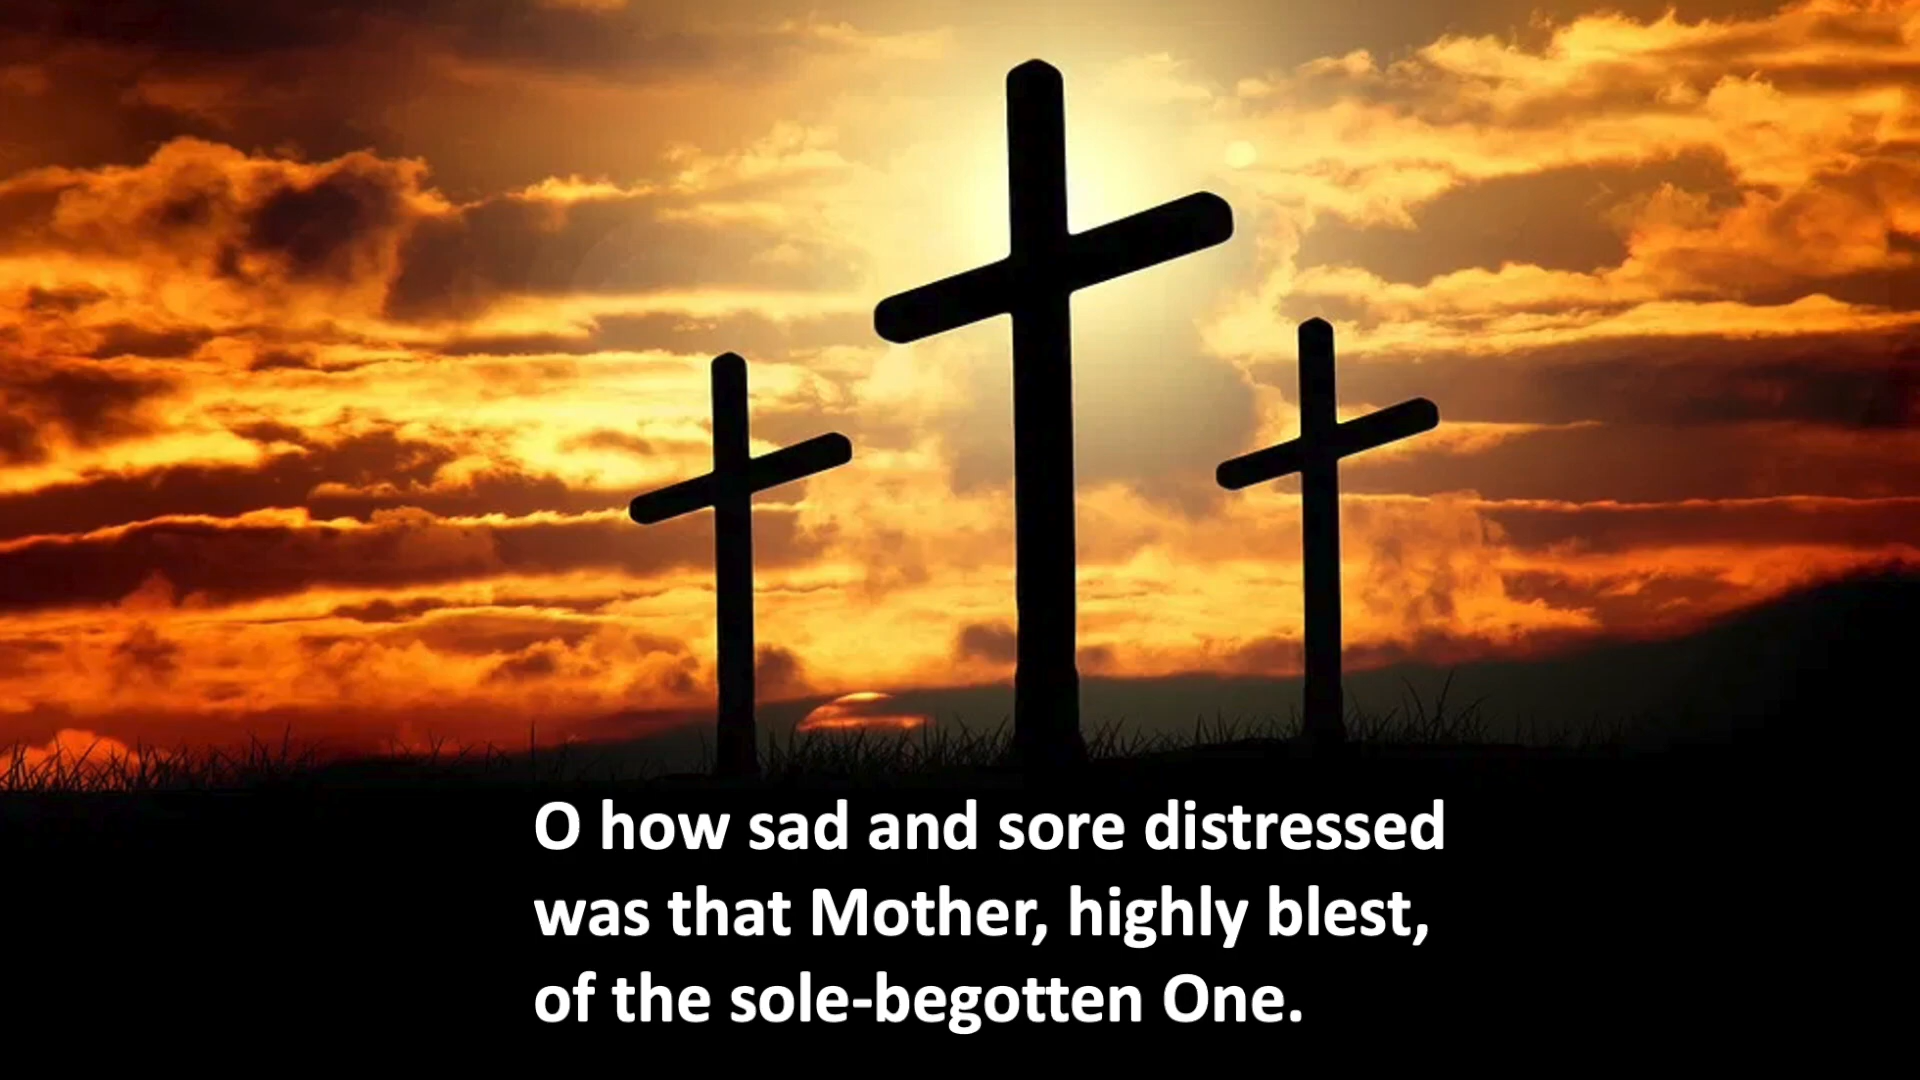 O how sad and sore distressed
was that Mother, highly blest,
of the sole-begotten One.